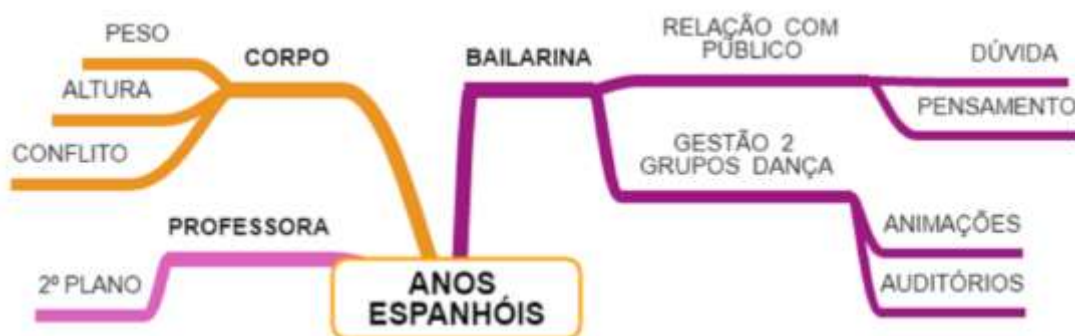 PESO
CORPO
ALTURA
CONFLITO
PROFESSORA
2º PLANO
ANOS
ESPANHÓIS
BAILARINA
RELAÇÃO COM
PÚBLICO
DÚVIDA
PENSAMENTO
GESTÃO 2
GRUPOS DANÇA
ANIMAÇÕES
AUDITÓRIOS